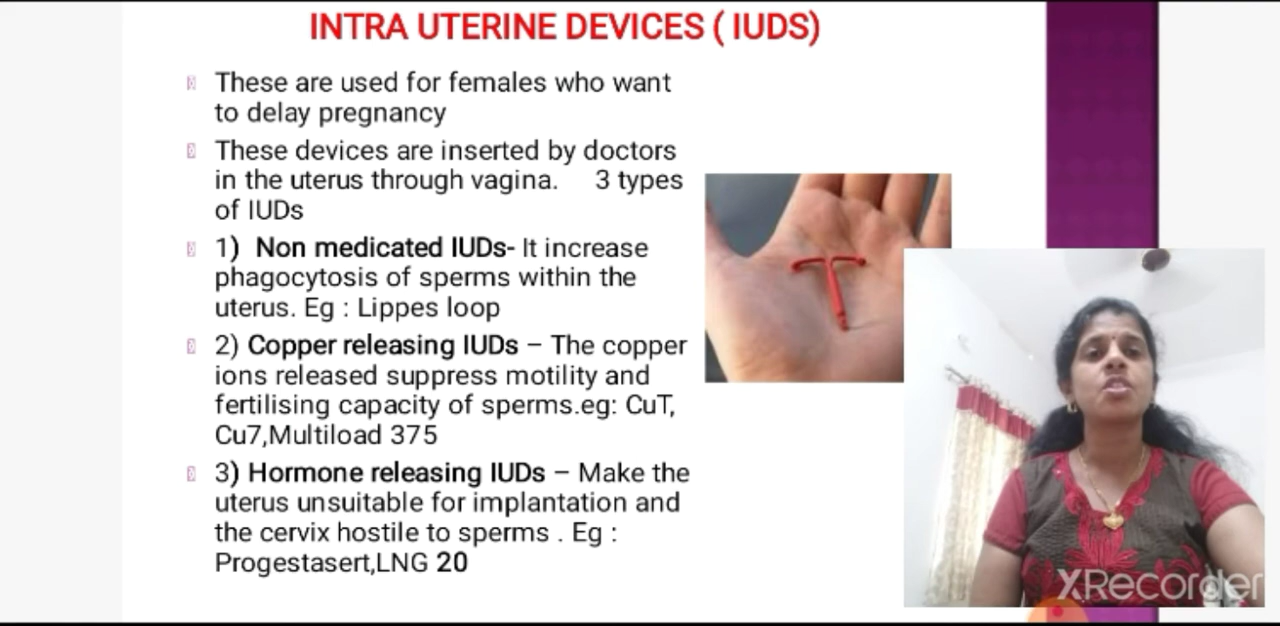 INTRA UTERINE DEVICES ( IUDS)
These are used for females who want
to delay pregnancy
These devices are inserted by doctors
in the uterus through vagina. 3 types
of IUDs
1) Non medicated IUDs- It increase
phagocytosis of sperms within the
uterus. Eg : Lippes loop
2) Copper releasing IUDs – The copper
ions released suppress motility and
fertilising capacity of sperms.eg: CuT,
Cu7,Multiload 375
3) Hormone releasing IUDs – Make the
uterus unsuitable for implantation and
the cervix hostile to sperms . Eg :
Progestasert,LNG 20
XRecorder